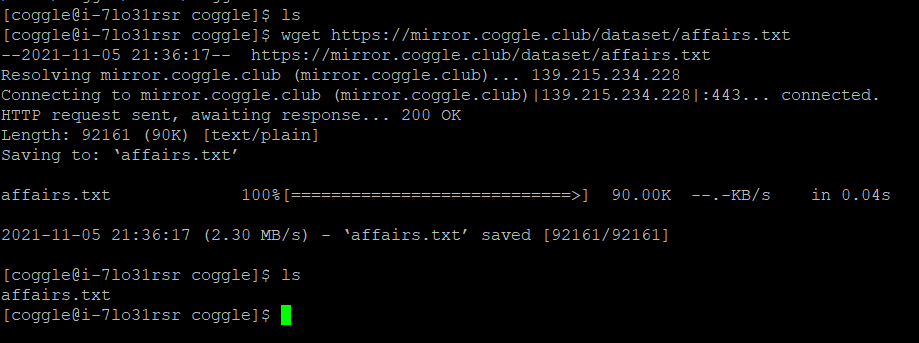 [coggle@i-7lo31rsr coggle]$ ls
[coggle@i-7lo31rsr coggle]$ wget https://mirror.coggle.club/dataset/affairs.txt
--2021-11-05 21:36:17--  https://mirror.coggle.club/dataset/affairs.txt
Resolving mirror.coggle.club (mirror.coggle.club)... 139.215.234.228
Connecting to mirror.coggle.club (mirror.coggle.club)|139.215.234.228|:443... connected.
HTTP request sent, awaiting response... 200 OK
Length: 92161 (90K) [text/plain]
Saving to: ‘affairs.txt’
affairs.txt             100%[============================>]  90.00K  --.-KB/s    in 0.04s
2021-11-05 21:36:17 (2.30 MB/s) - ‘affairs.txt’ saved [92161/92161]
[coggle@i-7lo31rsr coggle]$ ls
affairs.txt
[coggle@i-7lo31rsr coggle]$